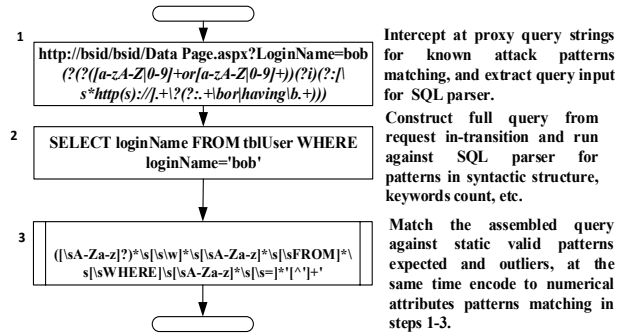 1
http://bsid/bsid/Data Page.aspx?LoginName=bob
(?(?([a-zA-Z|0-9]+or[a-zA-Z|0-9]+))(?i)(?:[\
s*http(s)://].+\?(?:.+\bor|having\b.+)))
Intercept at proxy query strings
for known attack patterns
matching, and extract query input
for SQL parser.
2
SELECT loginName FROM tblUser WHERE
loginName='bob'
Construct full query from
request in-transition and run
against SQL parser for
patterns in syntactic structure,
keywords count, etc.
3
([\sA-Za-z]?)*\s[\s\w]*\s[\sA-Za-z]*\s[\sFROM]*\
s[\sWHERE]\s[\sA-Za-z]*\s[\s=]*'[^']+'
Match the assembled query
against static valid patterns
expected and outliers, at the
same time encode to numerical
attributes patterns matching in
steps 1-3.